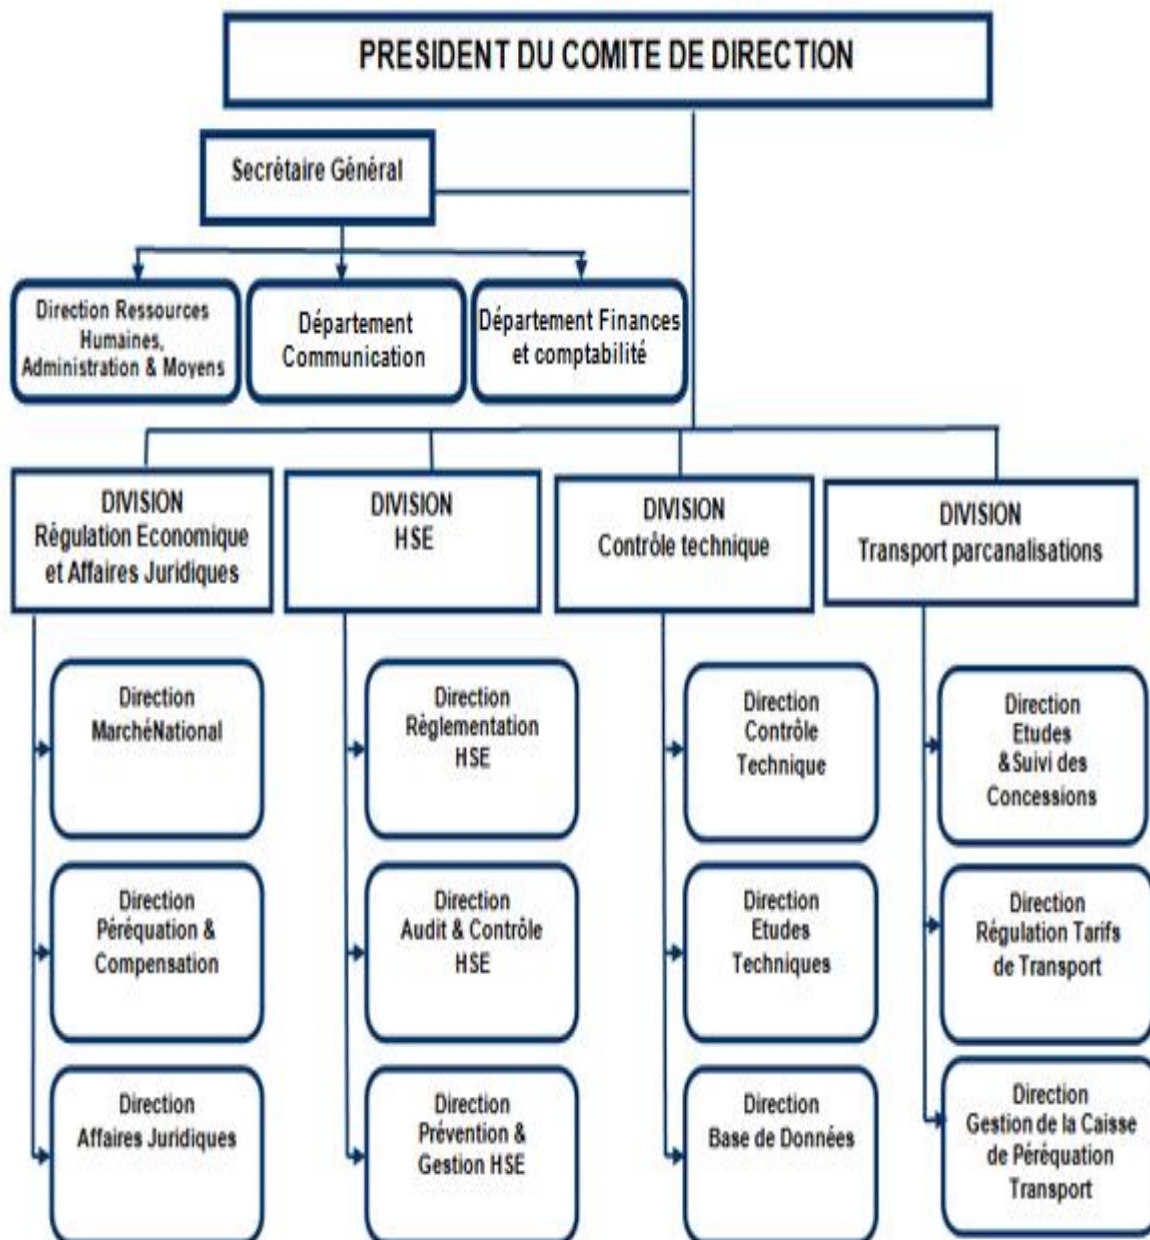 PRESIDENT DU COMITE DE DIRECTION
Secrétaire Général
Direction Ressources
Humaines,
Administration & Moyens
Département
Communication
Département Finances
et comptabilité
DIVISION
Régulation Economique
et Affaires Juridiques
DIVISION
HSE
DIVISION
Contrôle technique
DIVISION
Transport parcanalisations
Direction
MarchéNational
Direction
Règlementation
HSE
Direction
Contrôle
Technique
Direction
Etudes
&Suivi des
Concessions
Direction
Péréquation &
Compensation
Direction
Audit & Contrôle
HSE
Direction
Etudes
Techniques
Direction
Régulation Tarifs
de Transport
Direction
Affaires Juridiques
Direction
Prévention &
Gestion HSE
Direction
Base de Données
Direction
Gestion de la Caisse
de Péréquation
Transport